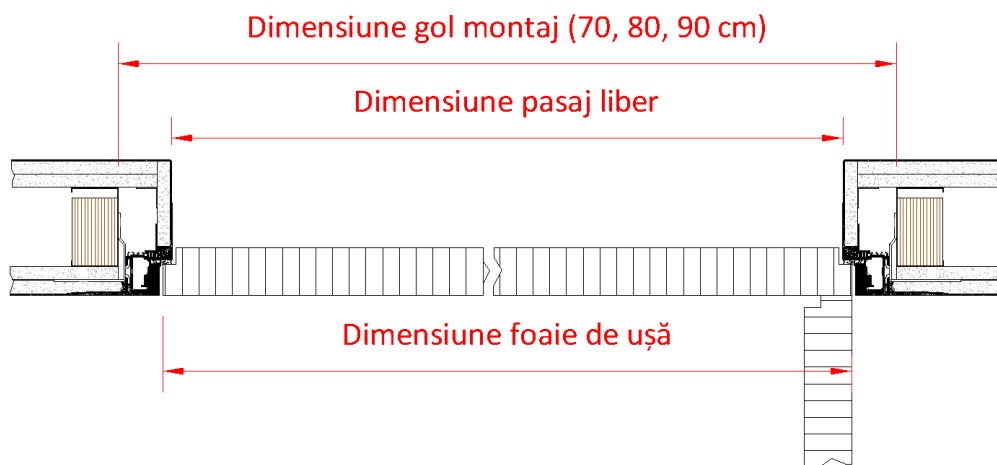 Dimensiune gol montaj (70, 80, 90 cm)
Dimensiune pasaj liber
Dimensiune foaie de ușă